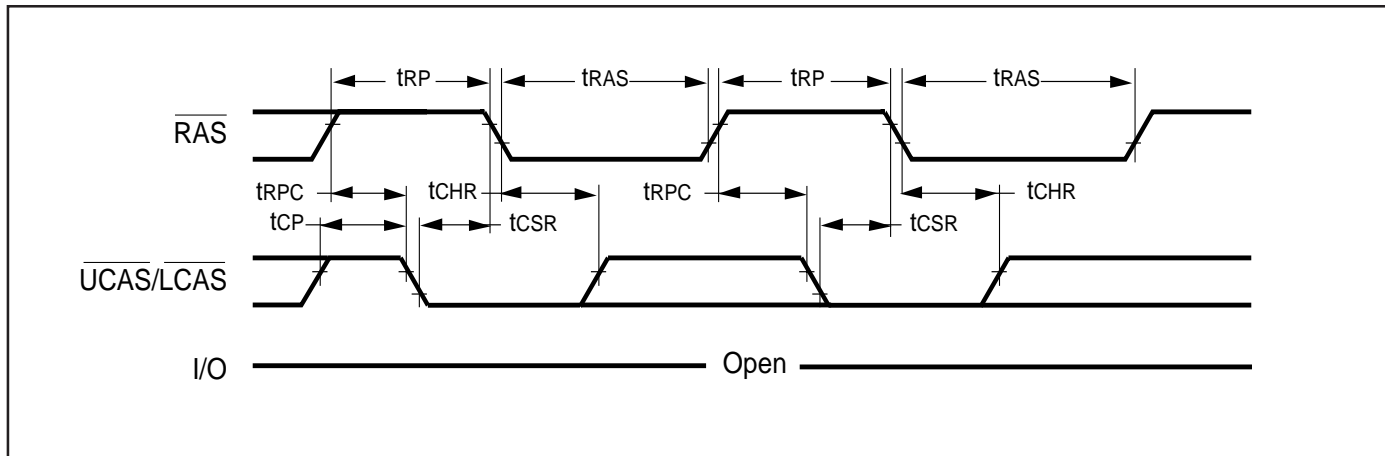 tRP tRAS tRP tRAS
RAS
tRPC tCHR tRPC tCHR
tCP tCSR tCSR
UCAS/LCAS
I/O Open